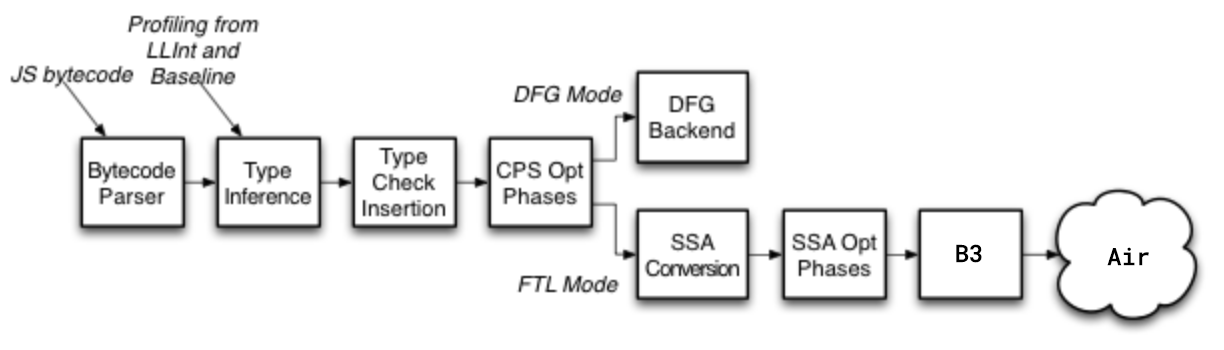 Profiling from
LLInt and
Baseline
JS bytecode
Bytecode
Parser
Type
Inference
Type
Check
Insertion
CPS Opt
Phases
DFG Mode
DFG
Backend
FTL Mode
SSA
Conversion
SSA Opt
Phases
B3
Air